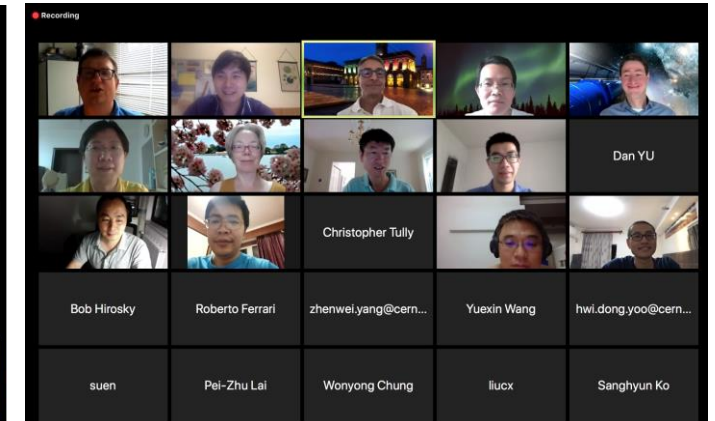 Recording
Dan YU
Christopher Tully
Bob Hirosky
Roberto Ferrari
zhenwei.yang@cern...
Yuexin Wang
hwi.dong.yoo@cern...
suen
Pei-Zhu Lai
Wonyong Chung
liucx
Sanghyun Ko